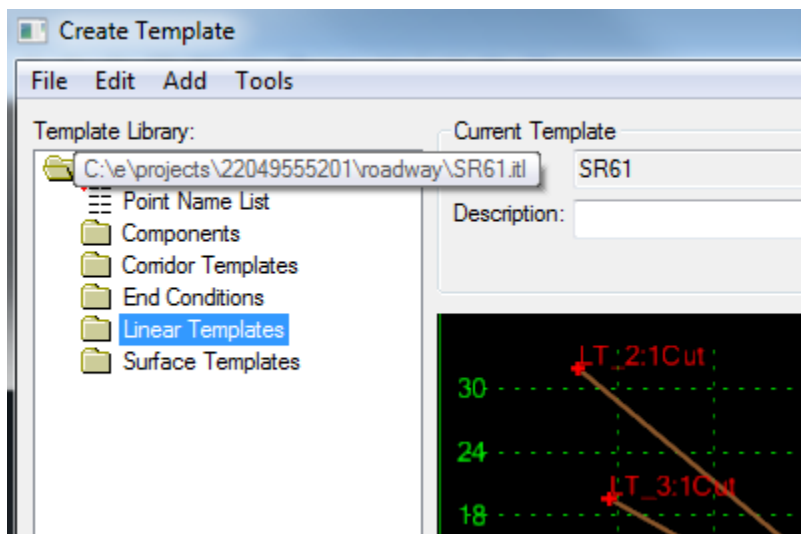 Create Template
File Edit Add Tools
Template Library:
C:\e\projects\22049555201\roadway\SR61.itl
Point Name List
Components
Corridor Templates
End Conditions
Linear Templates
Surface Templates
Current Template
SR61
Description:
LT_2:1Cut
30
24
LT_3:1Cut
18